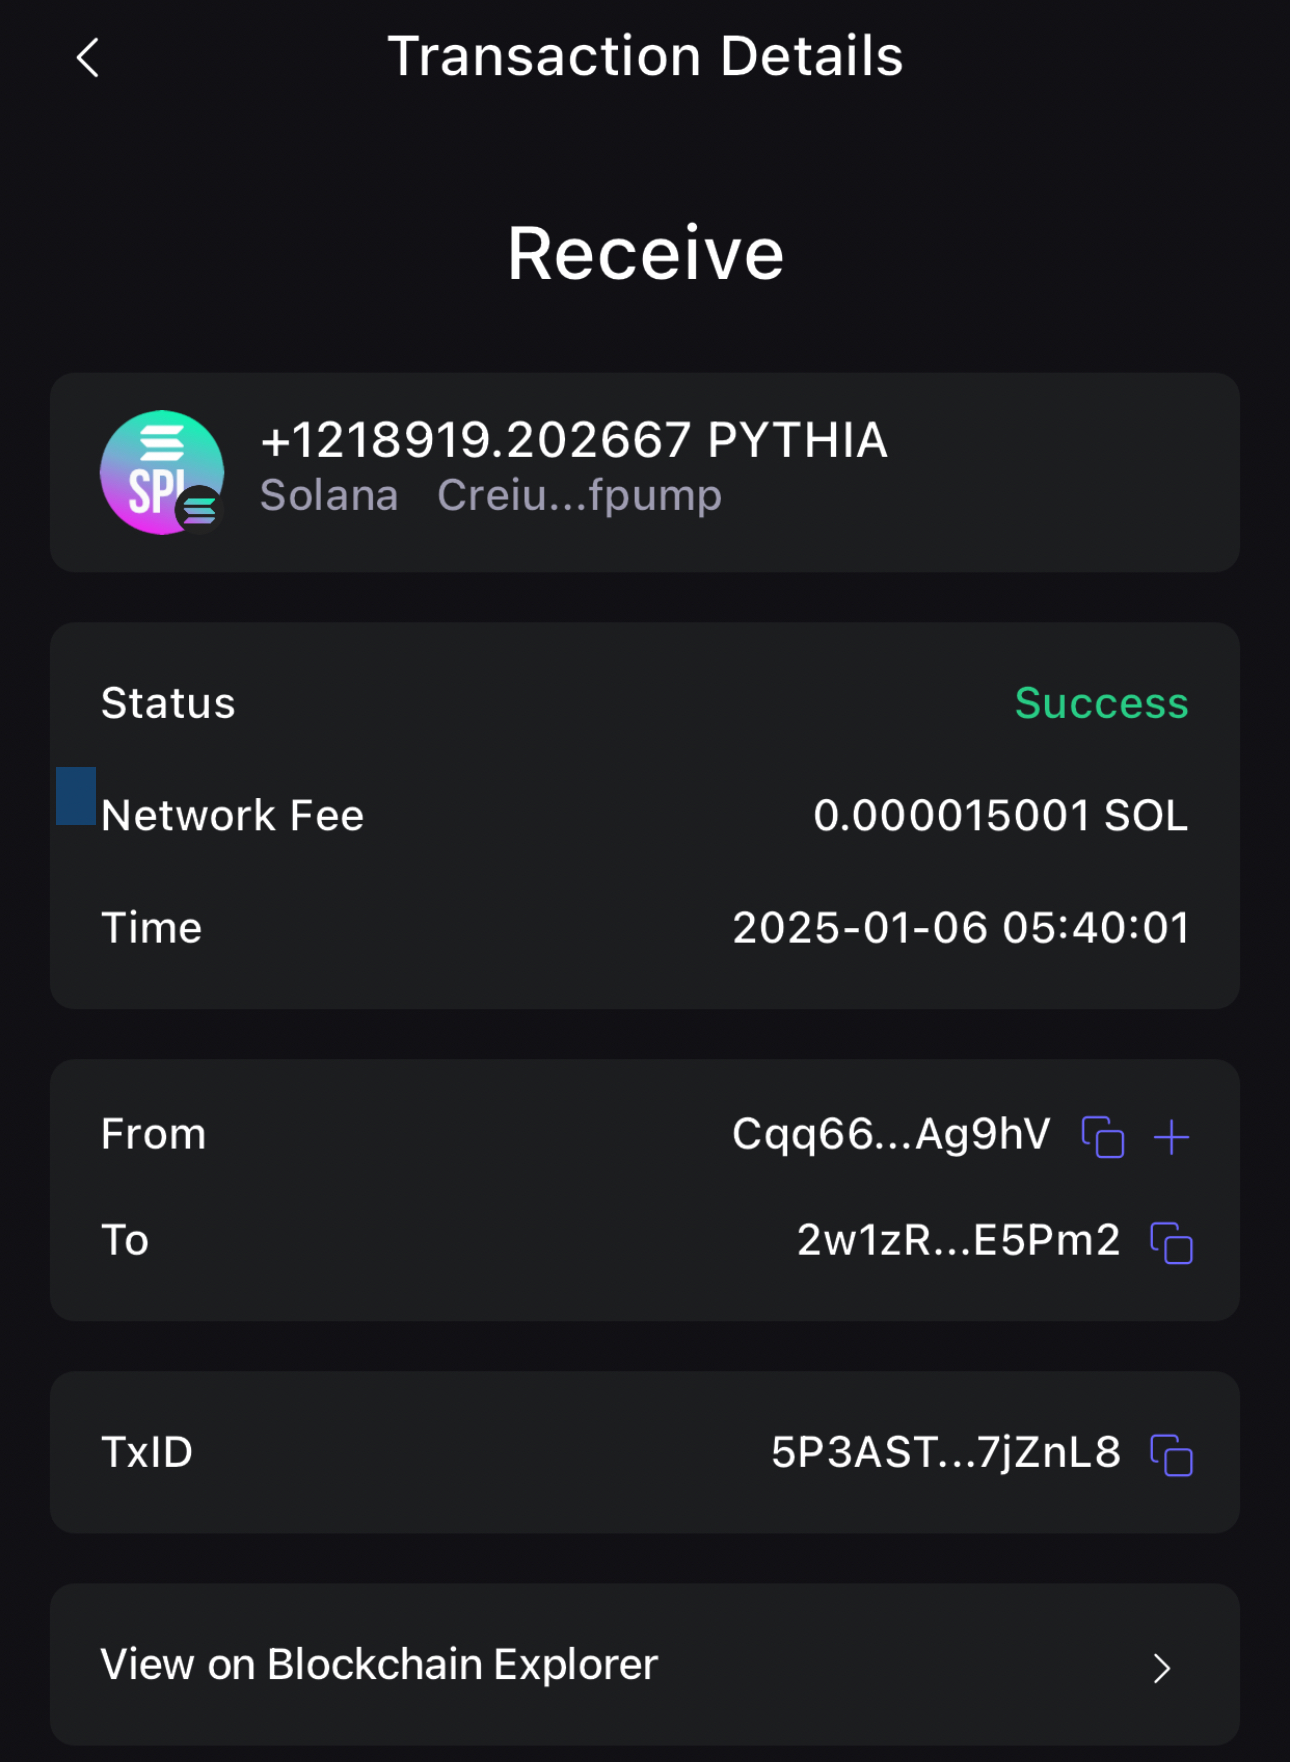 Transaction Details
Receive
SPL
+1218919.202667 PYTHIA
Solana Creiu...fpump
Status Success
Network Fee 0.000015001 SOL
Time 2025-01-06 05:40:01
From Cqq66...Ag9hV
To 2w1zR...E5Pm2
TxID 5P3AST...7jZnL8
View on Blockchain Explorer